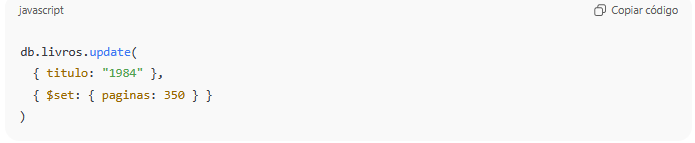 javascript
Copiar código
db.livros.update(
  { titulo: "1984" },
  { $set: { paginas: 350 } }
)